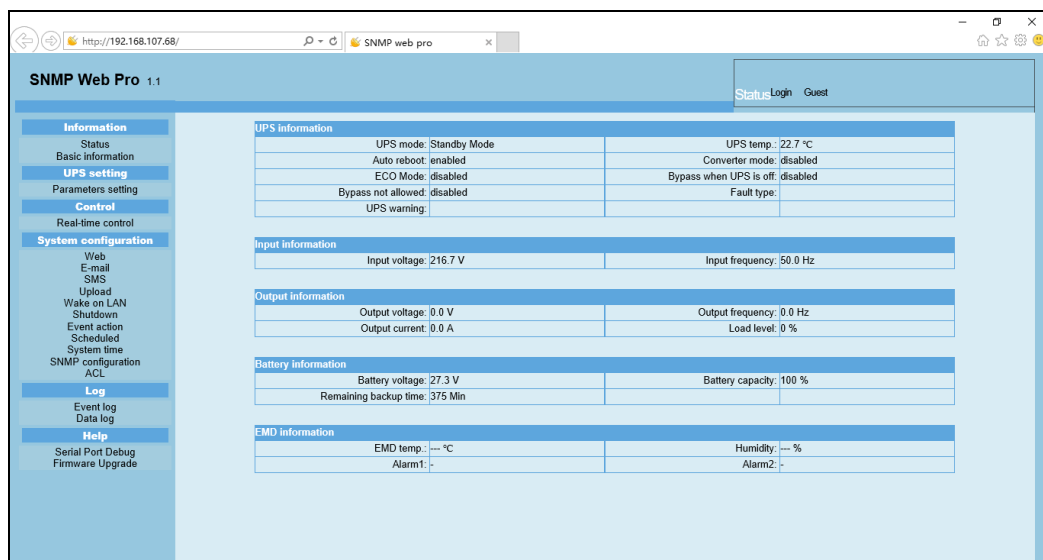 http://192.168.107.68/
SNMP web pro
SNMP Web Pro 1.1
Status Login Guest
Information
Status
Basic information
UPS setting
Parameters setting
Control
Real-time control
System configuration
Web
E-mail
SMS
Upload
Wake on LAN
Shutdown
Event action
Scheduled
System time
SNMP configuration
ACL
Log
Event log
Data log
Help
Serial Port Debug
Firmware Upgrade
UPS information
UPS mode: Standby Mode UPS temp.: 22.7 ℃
Auto reboot: enabled Converter mode: disabled
ECO Mode: disabled Bypass when UPS is off: disabled
Bypass not allowed: disabled Fault type:
UPS warning:
Input information
Input voltage: 216.7 V Input frequency: 50.0 Hz
Output information
Output voltage: 0.0 V Output frequency: 0.0 Hz
Output current: 0.0 A Load level: 0 %
Battery information
Battery voltage: 27.3 V Battery capacity: 100 %
Remaining backup time: 375 Min
EMD information
EMD temp.: --- ℃ Humidity: --- %
Alarm1: - Alarm2: -